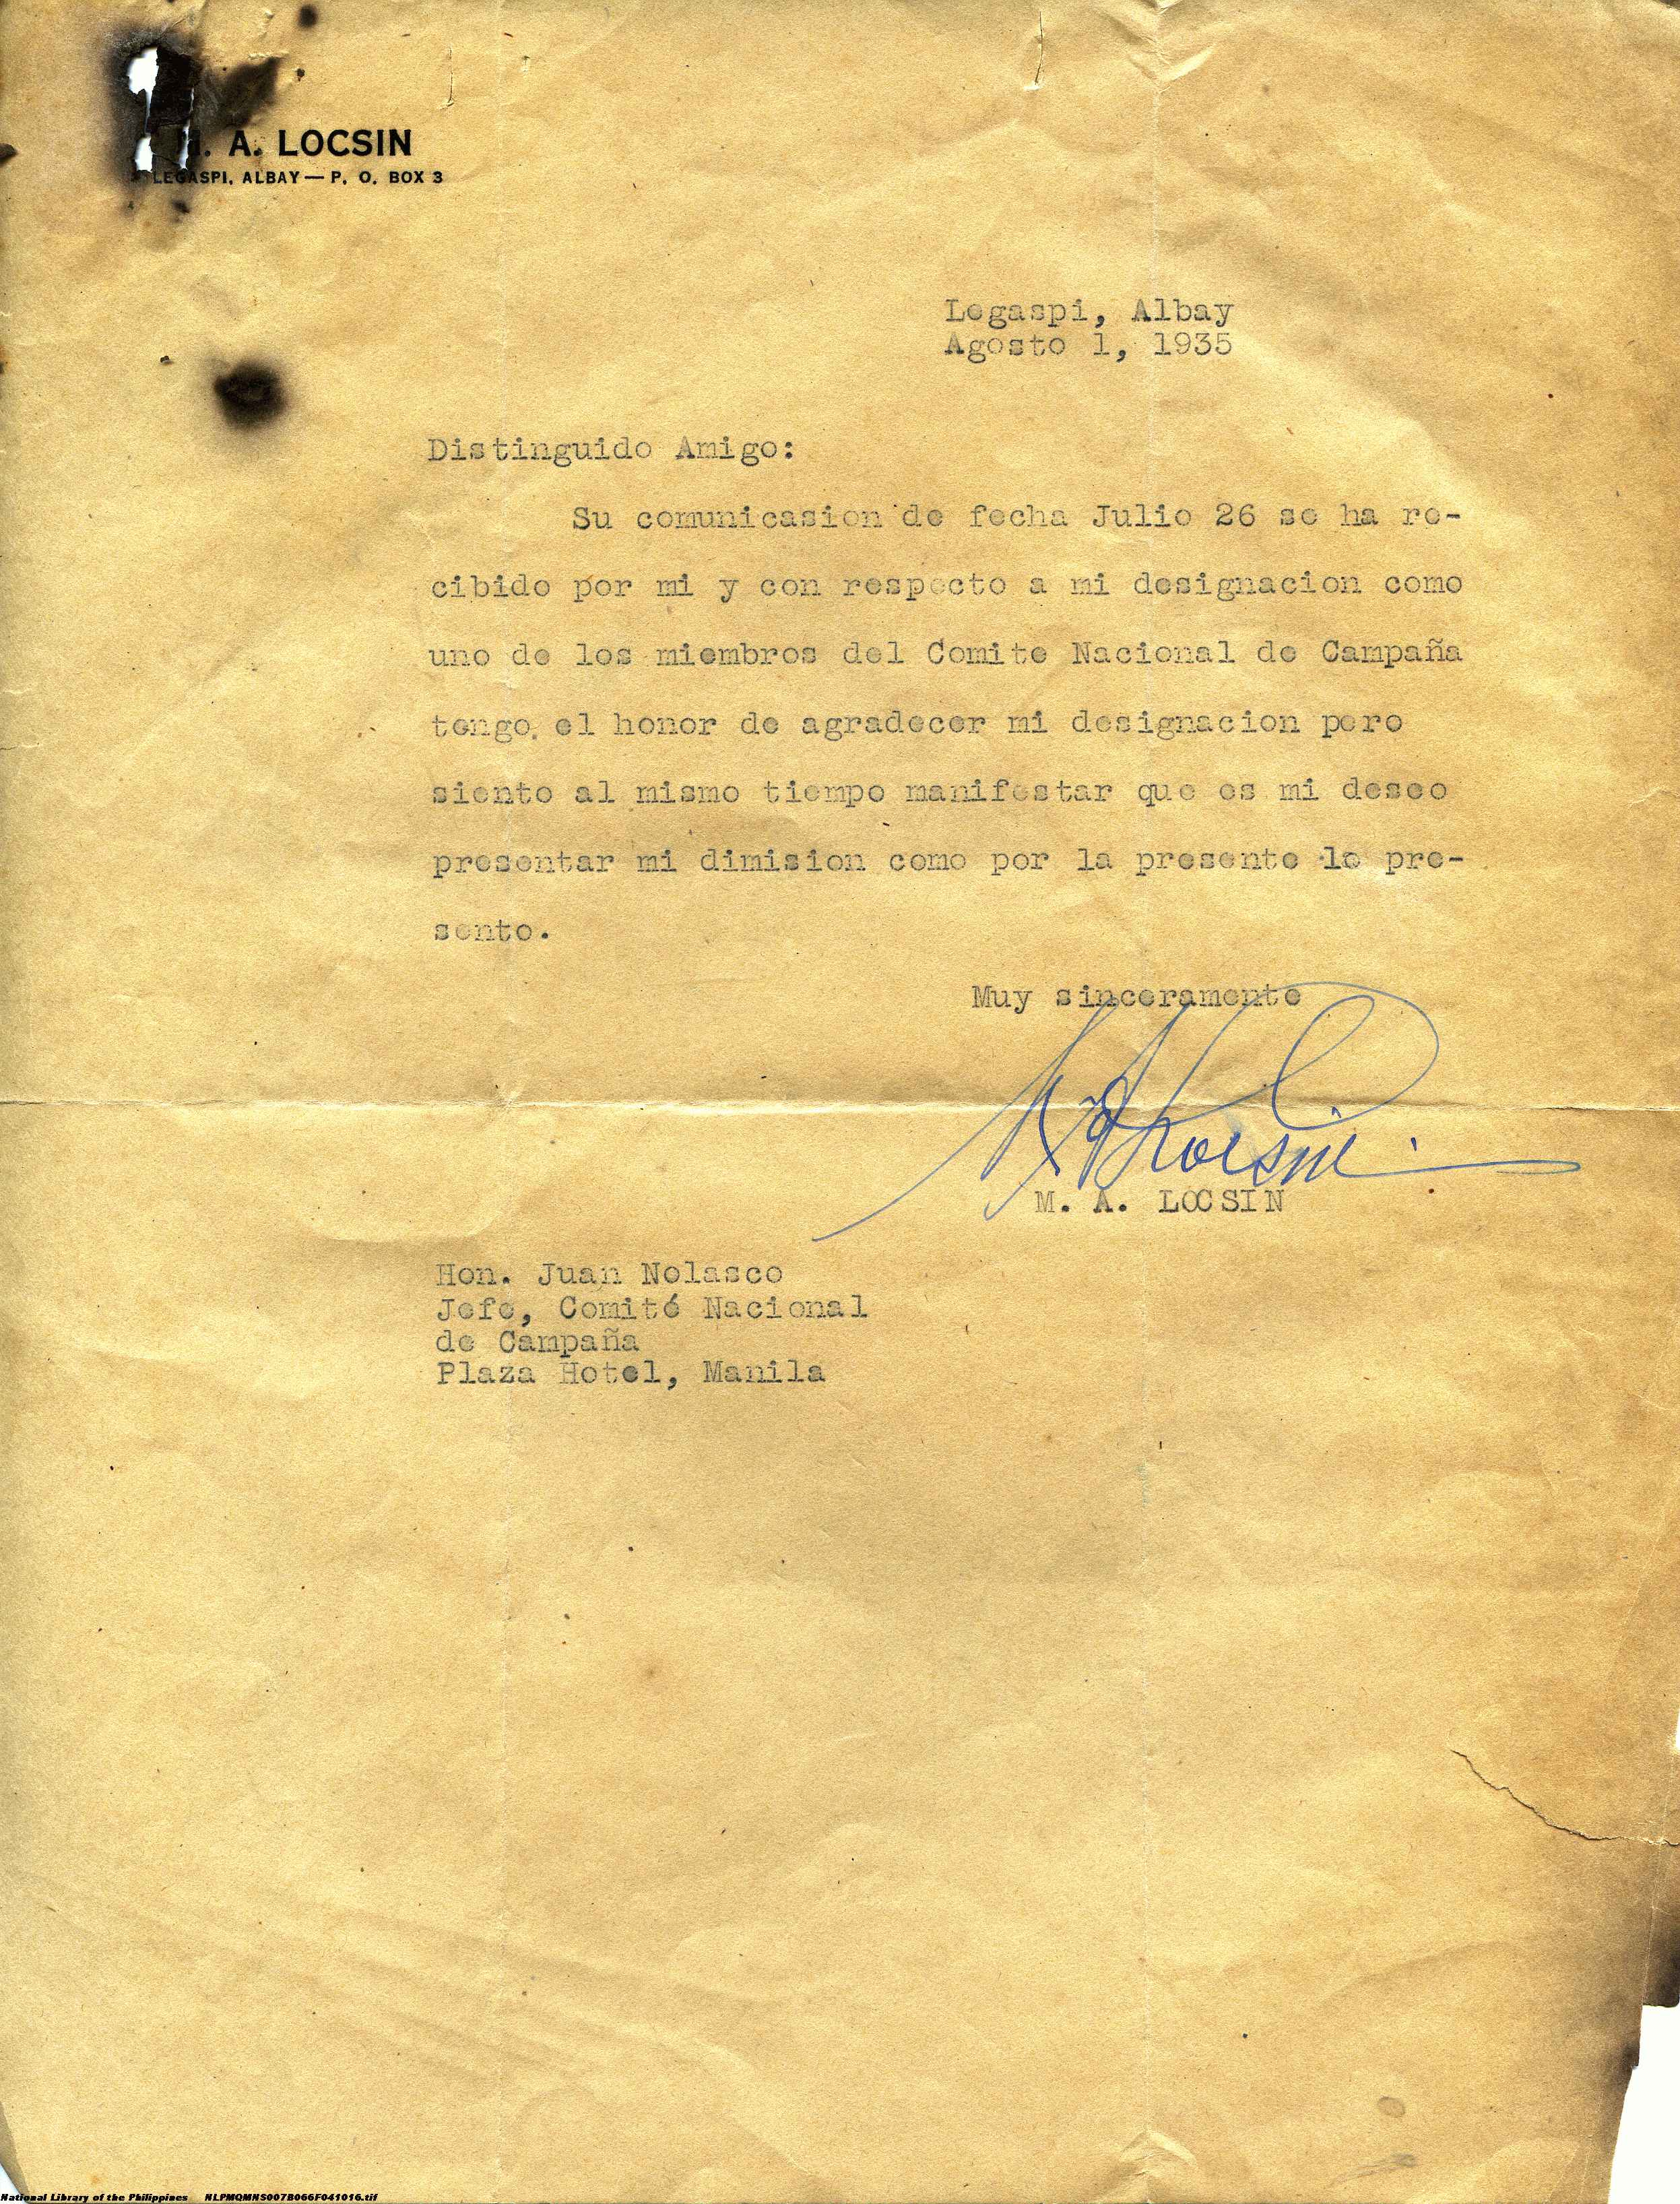 M. A. LOCSIN
LEGASPI, ALBAY — P. O. BOX 3
Legaspi, Albay
Agosto 1, 1935
Distinguido Amigo:
Su comunicasion de fecha Julio 26 se ha re-
cibido por mi y con respecto a mi designacion como
uno de los miembros del Comite Nacional de Campaña
tengo el honor de agradecer mi designacion pero
siento al mismo tiempo manifestar que es mi deseo
presentar mi dimision como por la presente lo pre-
sento.
Muy sinceramente
M A Locsin
M. A. LOCSIN
Hon. Juan Nolasco
Jefe, Comité Nacional
de Campaña
Plaza Hotel, Manila
National Library of the Philippines NLPMQMNS007B066F041016.tif